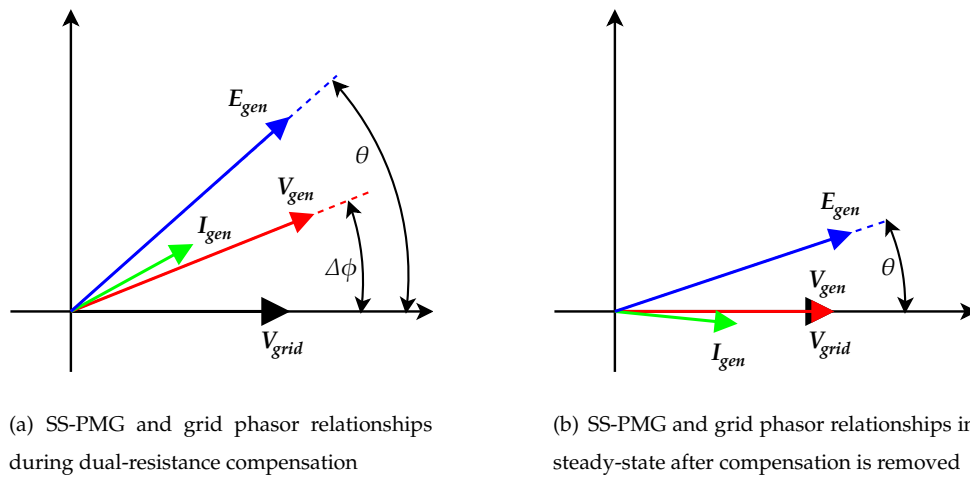 E_gen
θ
V_gen
I_gen
Δϕ
V_grid
E_gen
θ
V_gen
I_gen
V_grid
(a) SS-PMG and grid phasor relationships
during dual-resistance compensation
(b) SS-PMG and grid phasor relationships in
steady-state after compensation is removed